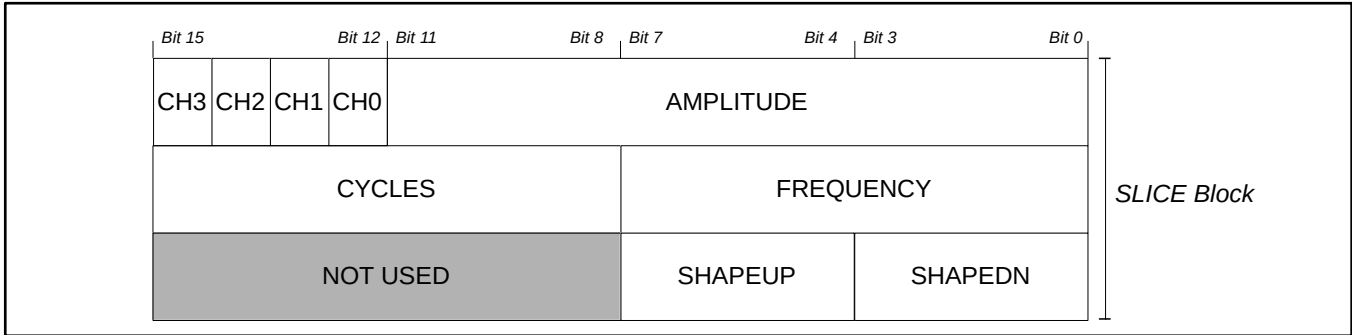 Bit 15 Bit 12 Bit 11 Bit 8 Bit 7 Bit 4 Bit 3 Bit 0
CH3 CH2 CH1 CH0 AMPLITUDE
CYCLES FREQUENCY
SLICE Block
NOT USED SHAPEUP SHAPEDN